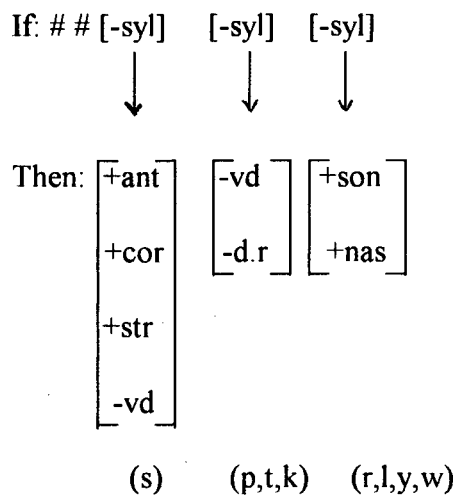 If: # # [-syl] [-syl] [-syl]
Then: +ant -vd +son
+cor -d.r +nas
+str
-vd
(s) (p,t,k) (r,l,y,w)